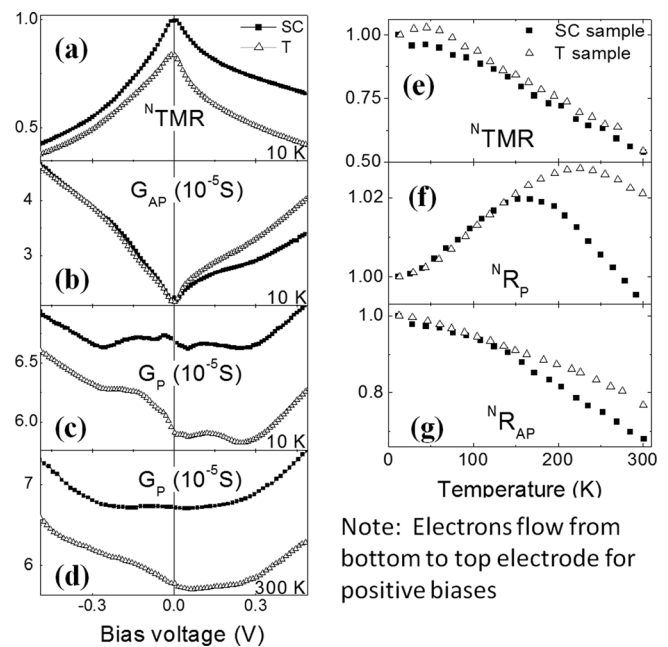 1.0
0.5
(a)
SC
T
ᴺTMR
10 K
G_AP (10⁻⁵S)
4
3
(b)
10 K
G_P (10⁻⁵S)
6.5
6.0
(c)
10 K
G_P (10⁻⁵S)
7
6
(d)
300 K
-0.3 0.0 0.3
Bias voltage (V)
1.00
0.75
0.50
SC sample
T sample
(e)
ᴺTMR
1.02
1.00
(f)
ᴺR_P
1.0
0.8
(g)
ᴺR_AP
0 100 200 300
Temperature (K)
Note: Electrons flow from
bottom to top electrode for
positive biases